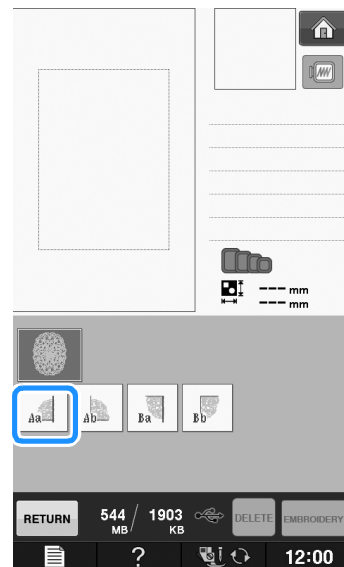 --- mm
--- mm
Aa Ab Ba Bb
RETURN 544 MB / 1903 KB DELETE EMBROIDERY
? 12:00